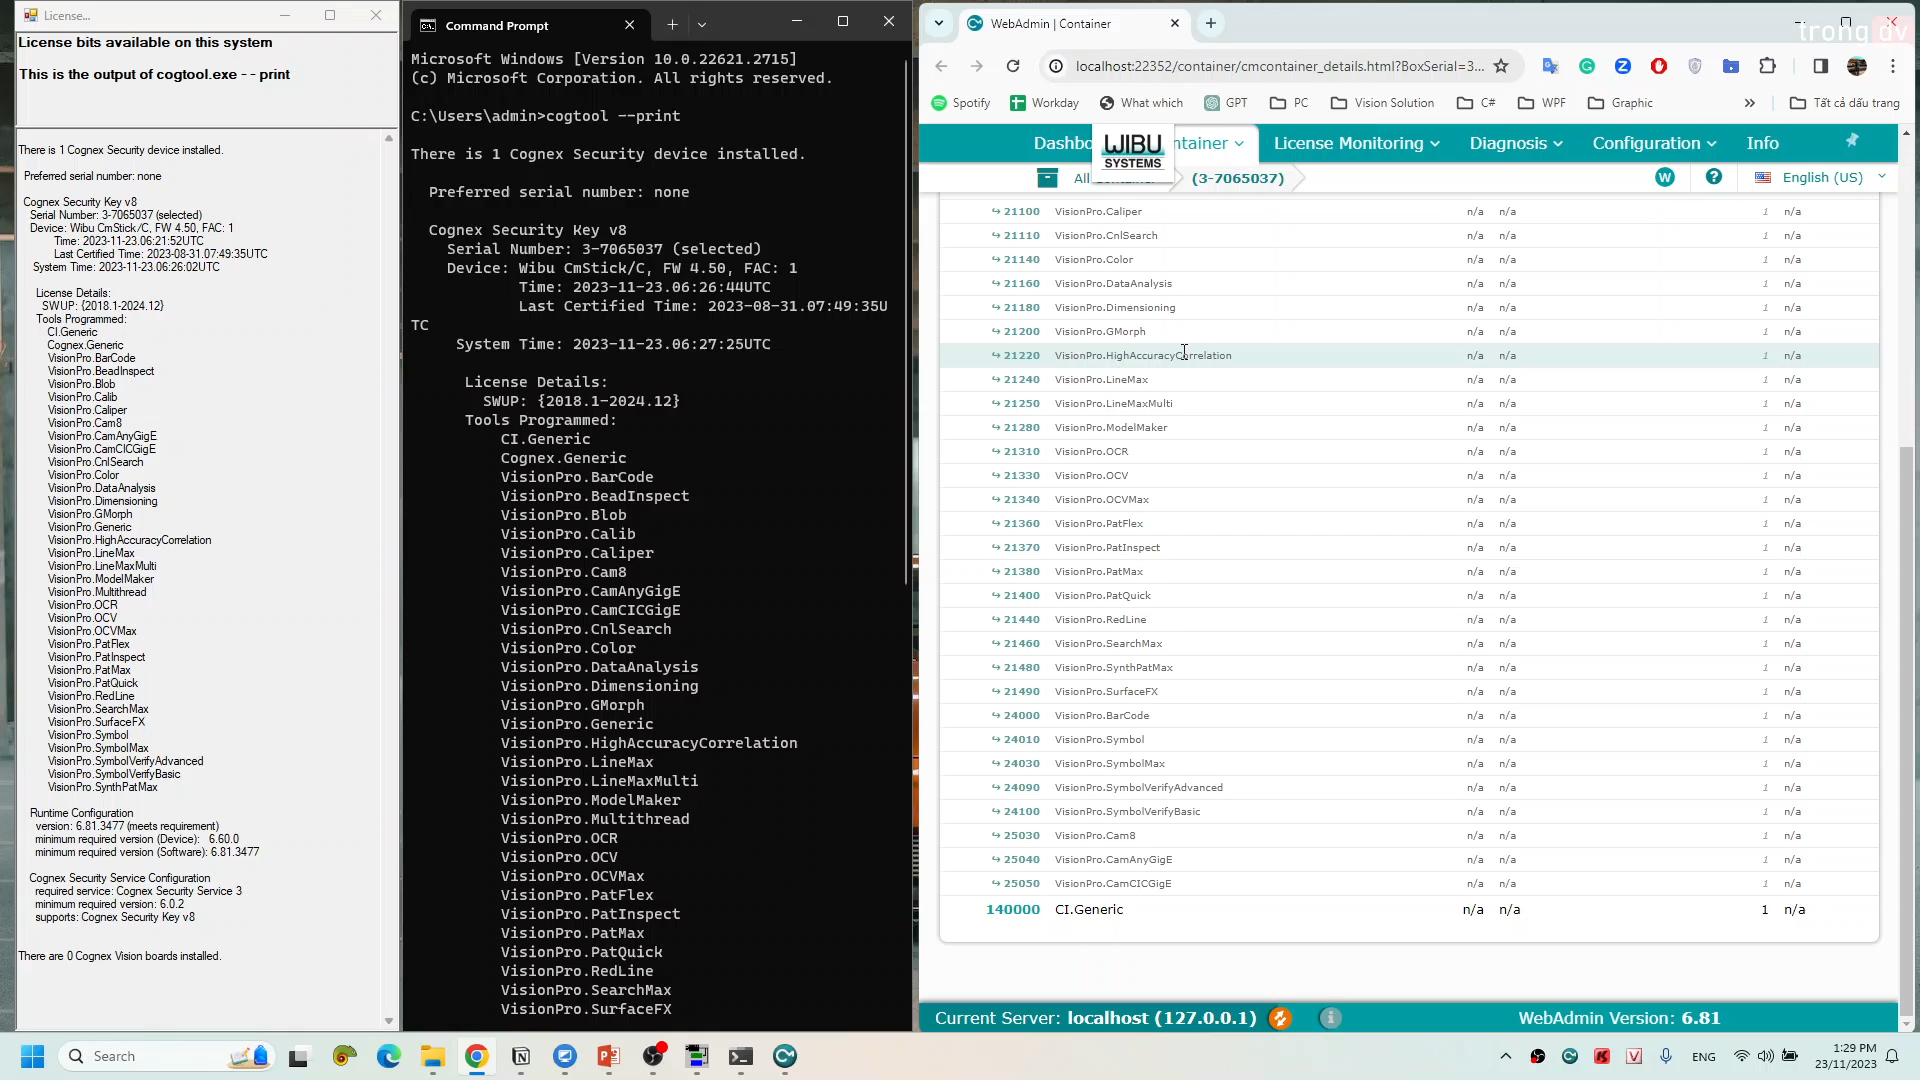 License...
License bits available on this system
This is the output of cogtool.exe - - print
There is 1 Cognex Security device installed.
Preferred serial number: none
Cognex Security Key v8
Serial Number: 3-7065037 (selected)
Device: Wibu CmStick/C, FW 4.50, FAC: 1
Time: 2023-11-23.06:21:52UTC
Last Certified Time: 2023-08-31.07:49:35UTC
System Time: 2023-11-23.06:26:02UTC
License Details:
SWUP: {2018.1-2024.12}
Tools Programmed:
CI.Generic
Cognex.Generic
VisionPro.BarCode
VisionPro.BeadInspect
VisionPro.Blob
VisionPro.Calib
VisionPro.Caliper
VisionPro.Cam8
VisionPro.CamAnyGigE
VisionPro.CamCICGigE
VisionPro.CnlSearch
VisionPro.Color
VisionPro.DataAnalysis
VisionPro.Dimensioning
VisionPro.GMorph
VisionPro.Generic
VisionPro.HighAccuracyCorrelation
VisionPro.LineMax
VisionPro.LineMaxMulti
VisionPro.ModelMaker
VisionPro.Multithread
VisionPro.OCR
VisionPro.OCV
VisionPro.OCVMax
VisionPro.PatFlex
VisionPro.PatInspect
VisionPro.PatMax
VisionPro.PatQuick
VisionPro.RedLine
VisionPro.SearchMax
VisionPro.SurfaceFX
VisionPro.Symbol
VisionPro.SymbolMax
VisionPro.SymbolVerifyAdvanced
VisionPro.SymbolVerifyBasic
VisionPro.SynthPatMax
Runtime Configuration
version: 6.81.3477 (meets requirement)
minimum required version (Device): 6.60.0
minimum required version (Software): 6.81.3477
Cognex Security Service Configuration
required service: Cognex Security Service 3
minimum required version: 6.0.2
supports: Cognex Security Key v8
There are 0 Cognex Vision boards installed.
Command Prompt
Microsoft Windows [Version 10.0.22621.2715]
(c) Microsoft Corporation. All rights reserved.
C:\Users\admin>cogtool --print
There is 1 Cognex Security device installed.
Preferred serial number: none
Cognex Security Key v8
Serial Number: 3-7065037 (selected)
Device: Wibu CmStick/C, FW 4.50, FAC: 1
Time: 2023-11-23.06:26:44UTC
Last Certified Time: 2023-08-31.07:49:35U
TC
System Time: 2023-11-23.06:27:25UTC
License Details:
SWUP: {2018.1-2024.12}
Tools Programmed:
CI.Generic
Cognex.Generic
VisionPro.BarCode
VisionPro.BeadInspect
VisionPro.Blob
VisionPro.Calib
VisionPro.Caliper
VisionPro.Cam8
VisionPro.CamAnyGigE
VisionPro.CamCICGigE
VisionPro.CnlSearch
VisionPro.Color
VisionPro.DataAnalysis
VisionPro.Dimensioning
VisionPro.GMorph
VisionPro.Generic
VisionPro.HighAccuracyCorrelation
VisionPro.LineMax
VisionPro.LineMaxMulti
VisionPro.ModelMaker
VisionPro.Multithread
VisionPro.OCR
VisionPro.OCV
VisionPro.OCVMax
VisionPro.PatFlex
VisionPro.PatInspect
VisionPro.PatMax
VisionPro.PatQuick
VisionPro.RedLine
VisionPro.SearchMax
VisionPro.SurfaceFX
WebAdmin | Container
trong dv
localhost:22352/container/cmcontainer_details.html?BoxSerial=3...
Spotify Workday What which GPT PC Vision Solution C# WPF Graphic » Tất cả dấu trang
WIBU
SYSTEMS
Dashbo ntainer License Monitoring Diagnosis Configuration Info
All (3-7065037) W ? English (US)
21100 VisionPro.Caliper n/a n/a 1 n/a
21110 VisionPro.CnlSearch n/a n/a 1 n/a
21140 VisionPro.Color n/a n/a 1 n/a
21160 VisionPro.DataAnalysis n/a n/a 1 n/a
21180 VisionPro.Dimensioning n/a n/a 1 n/a
21200 VisionPro.GMorph n/a n/a 1 n/a
21220 VisionPro.HighAccuracyCorrelation n/a n/a 1 n/a
21240 VisionPro.LineMax n/a n/a 1 n/a
21250 VisionPro.LineMaxMulti n/a n/a 1 n/a
21280 VisionPro.ModelMaker n/a n/a 1 n/a
21310 VisionPro.OCR n/a n/a 1 n/a
21330 VisionPro.OCV n/a n/a 1 n/a
21340 VisionPro.OCVMax n/a n/a 1 n/a
21360 VisionPro.PatFlex n/a n/a 1 n/a
21370 VisionPro.PatInspect n/a n/a 1 n/a
21380 VisionPro.PatMax n/a n/a 1 n/a
21400 VisionPro.PatQuick n/a n/a 1 n/a
21440 VisionPro.RedLine n/a n/a 1 n/a
21460 VisionPro.SearchMax n/a n/a 1 n/a
21480 VisionPro.SynthPatMax n/a n/a 1 n/a
21490 VisionPro.SurfaceFX n/a n/a 1 n/a
24000 VisionPro.BarCode n/a n/a 1 n/a
24010 VisionPro.Symbol n/a n/a 1 n/a
24030 VisionPro.SymbolMax n/a n/a 1 n/a
24090 VisionPro.SymbolVerifyAdvanced n/a n/a 1 n/a
24100 VisionPro.SymbolVerifyBasic n/a n/a 1 n/a
25030 VisionPro.Cam8 n/a n/a 1 n/a
25040 VisionPro.CamAnyGigE n/a n/a 1 n/a
25050 VisionPro.CamCICGigE n/a n/a 1 n/a
140000 CI.Generic n/a n/a 1 n/a
Current Server: localhost (127.0.0.1) WebAdmin Version: 6.81
Search
ENG
1:29 PM
23/11/2023